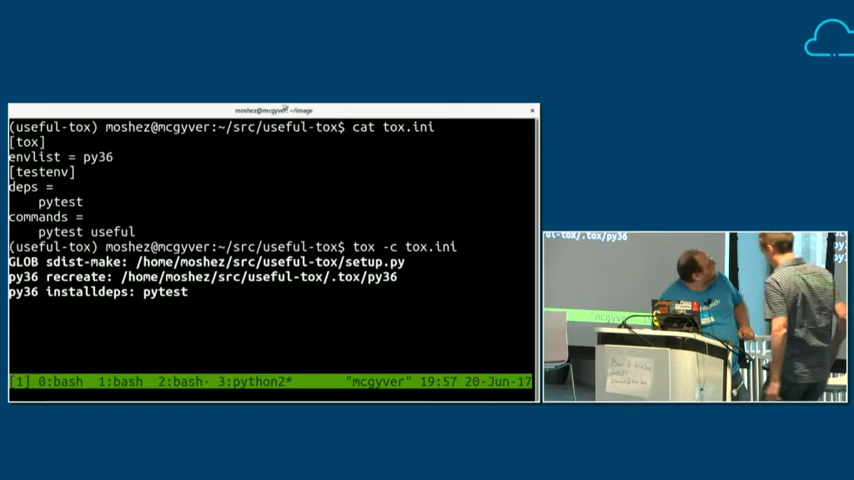 moshez@mcgyver: ~/image
(useful-tox) moshez@mcgyver:~/src/useful-tox$ cat tox.ini
[tox]
envlist = py36
[testenv]
deps =
    pytest
commands =
    pytest useful
(useful-tox) moshez@mcgyver:~/src/useful-tox$ tox -c tox.ini
GLOB sdist-make: /home/moshez/src/useful-tox/setup.py
py36 recreate: /home/moshez/src/useful-tox/.tox/py36
py36 installdeps: pytest
[1] 0:bash  1:bash  2:bash- 3:python2*  "mcgyver" 19:57 20-Jun-17
ul-tox/.tox/py36
"mcgyver"